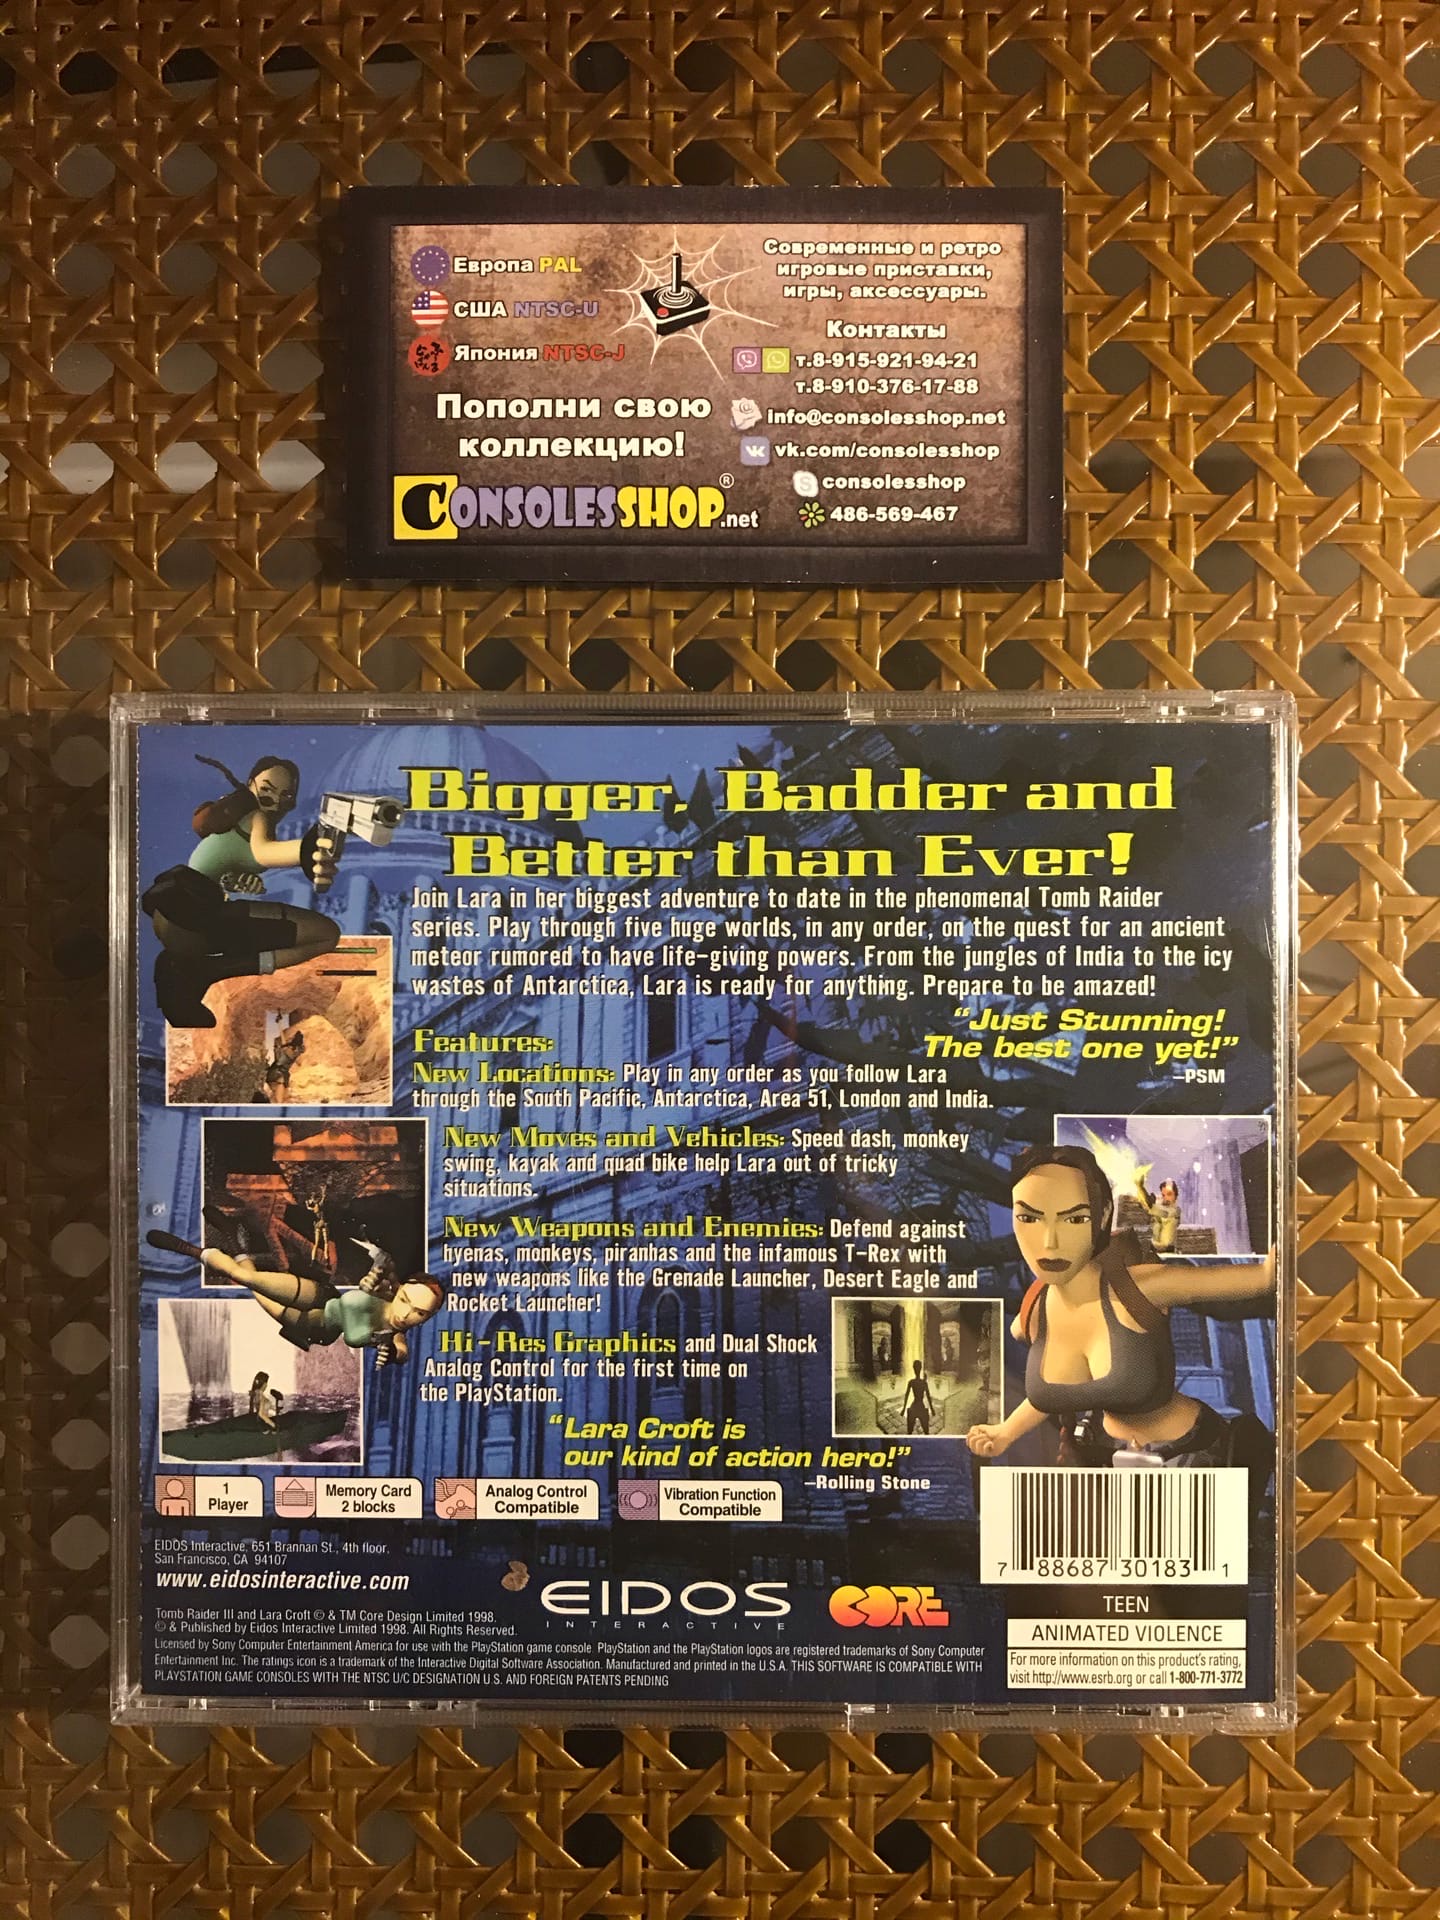 Европа PAL
США NTSC-U
Япония NTSC-J
Пополни свою
коллекцию!
CONSOLESSHOP.net
®
Современные и ретро
игровые приставки,
игры, аксессуары.
Контакты
т.8-915-921-94-21
т.8-910-376-17-88
info@consolesshop.net
vk.com/consolesshop
consolesshop
486-569-467
Bigger, Badder and
Better than Ever!
Join Lara in her biggest adventure to date in the phenomenal Tomb Raider
series. Play through five huge worlds, in any order, on the quest for an ancient
meteor rumored to have life-giving powers. From the jungles of India to the icy
wastes of Antarctica, Lara is ready for anything. Prepare to be amazed!
“Just Stunning!
The best one yet!”
–PSM
Features:
New Locations: Play in any order as you follow Lara
through the South Pacific, Antarctica, Area 51, London and India.
New Moves and Vehicles: Speed dash, monkey
swing, kayak and quad bike help Lara out of tricky
situations.
New Weapons and Enemies: Defend against
hyenas, monkeys, piranhas and the infamous T-Rex with
new weapons like the Grenade Launcher, Desert Eagle and
Rocket Launcher!
Hi-Res Graphics and Dual Shock
Analog Control for the first time on
the PlayStation.
“Lara Croft is
our kind of action hero!”
–Rolling Stone
1
Player
Memory Card
2 blocks
Analog Control
Compatible
Vibration Function
Compatible
EIDOS Interactive, 651 Brannan St., 4th floor,
San Francisco, CA 94107
www.eidosinteractive.com
EIDOS
INTERACTIVE
CORE
7 88687 30183 1
TEEN
ANIMATED VIOLENCE
For more information on this product's rating,
visit http://www.esrb.org or call 1-800-771-3772
Tomb Raider III and Lara Croft © & TM Core Design Limited 1998.
© & Published by Eidos Interactive Limited 1998. All Rights Reserved.
Licensed by Sony Computer Entertainment America for use with the PlayStation game console. PlayStation and the PlayStation logos are registered trademarks of Sony Computer
Entertainment Inc. The ratings icon is a trademark of the Interactive Digital Software Association. Manufactured and printed in the U.S.A. THIS SOFTWARE IS COMPATIBLE WITH
PLAYSTATION GAME CONSOLES WITH THE NTSC U/C DESIGNATION U.S. AND FOREIGN PATENTS PENDING